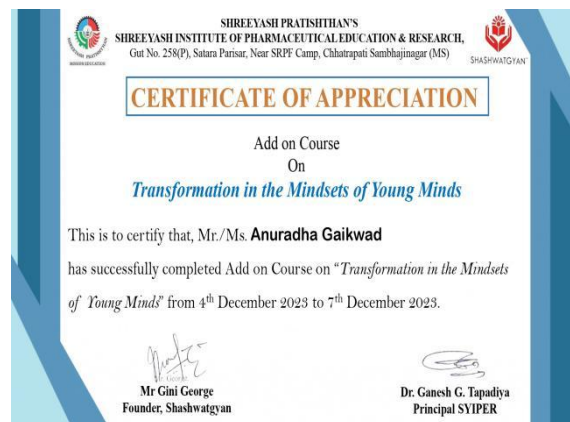 SHREEYASH PRATISHTHAN'S
SHREEYASH INSTITUTE OF PHARMACEUTICAL EDUCATION & RESEARCH,
Gut No. 258(P), Satara Parisar, Near SRPF Camp, Chhatrapati Sambhajinagar (MS)
SHASHWATGYAN
CERTIFICATE OF APPRECIATION
Add on Course
On
Transformation in the Mindsets of Young Minds
This is to certify that, Mr./Ms. Anuradha Gaikwad
has successfully completed Add on Course on "Transformation in the Mindsets
of Young Minds" from 4th December 2023 to 7th December 2023.
Mr Gini George
Founder, Shashwatgyan
Dr. Ganesh G. Tapadiya
Principal SYIPER